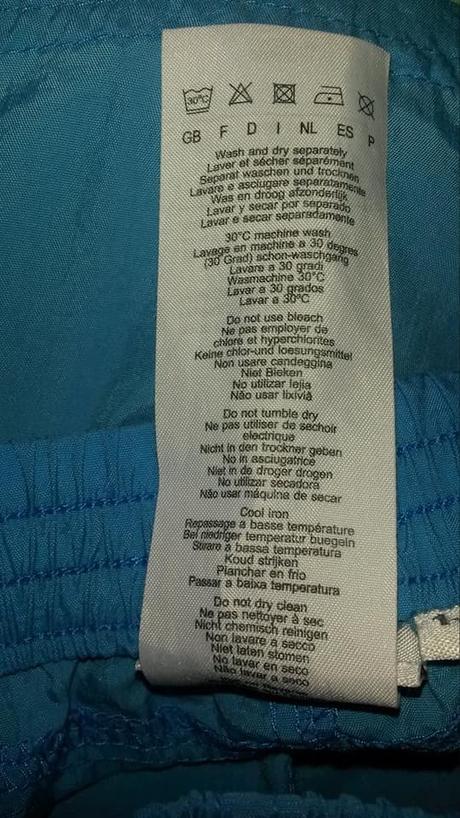 30°C
GB F D I NL ES P
Wash and dry separately
Laver et sécher séparément
Separat waschen und trocknen
Lavare e asciugare separatamente
Was en droog afzonderlijk
Lavar y secar por separado
Lavar e secar separadamente
30°C machine wash
Lavage en machine a 30 degres
(30 Grad) schon-waschgang
Lavare a 30 gradi
Wasmachine 30°C
Lavar a 30 grados
Lavar a 30ºC
Do not use bleach
Ne pas employer de
chlore et hyperchlorites
Keine chlor-und loesungsmittel
Non usare candeggina
Niet Bieken
No utilizar lejia
Não usar lixívia
Do not tumble dry
Ne pas utiliser de sechoir
electrique
Nicht in den trockner geben
No in asciugatrice
Niet in de droger drogen
No utilizar secadora
Não usar máquina de secar
Cool iron
Repassage a basse température
Bei niedriger temperatur buegeln
Stirare a bassa temperatura
Koud strijken
Planchar en frio
Passar a baixa temperatura
Do not dry clean
Ne pas nettoyer à sec
Nicht chemisch reinigen
Non lavare a secco
Niet laten stomen
No lavar en seco
Não lavar a seco